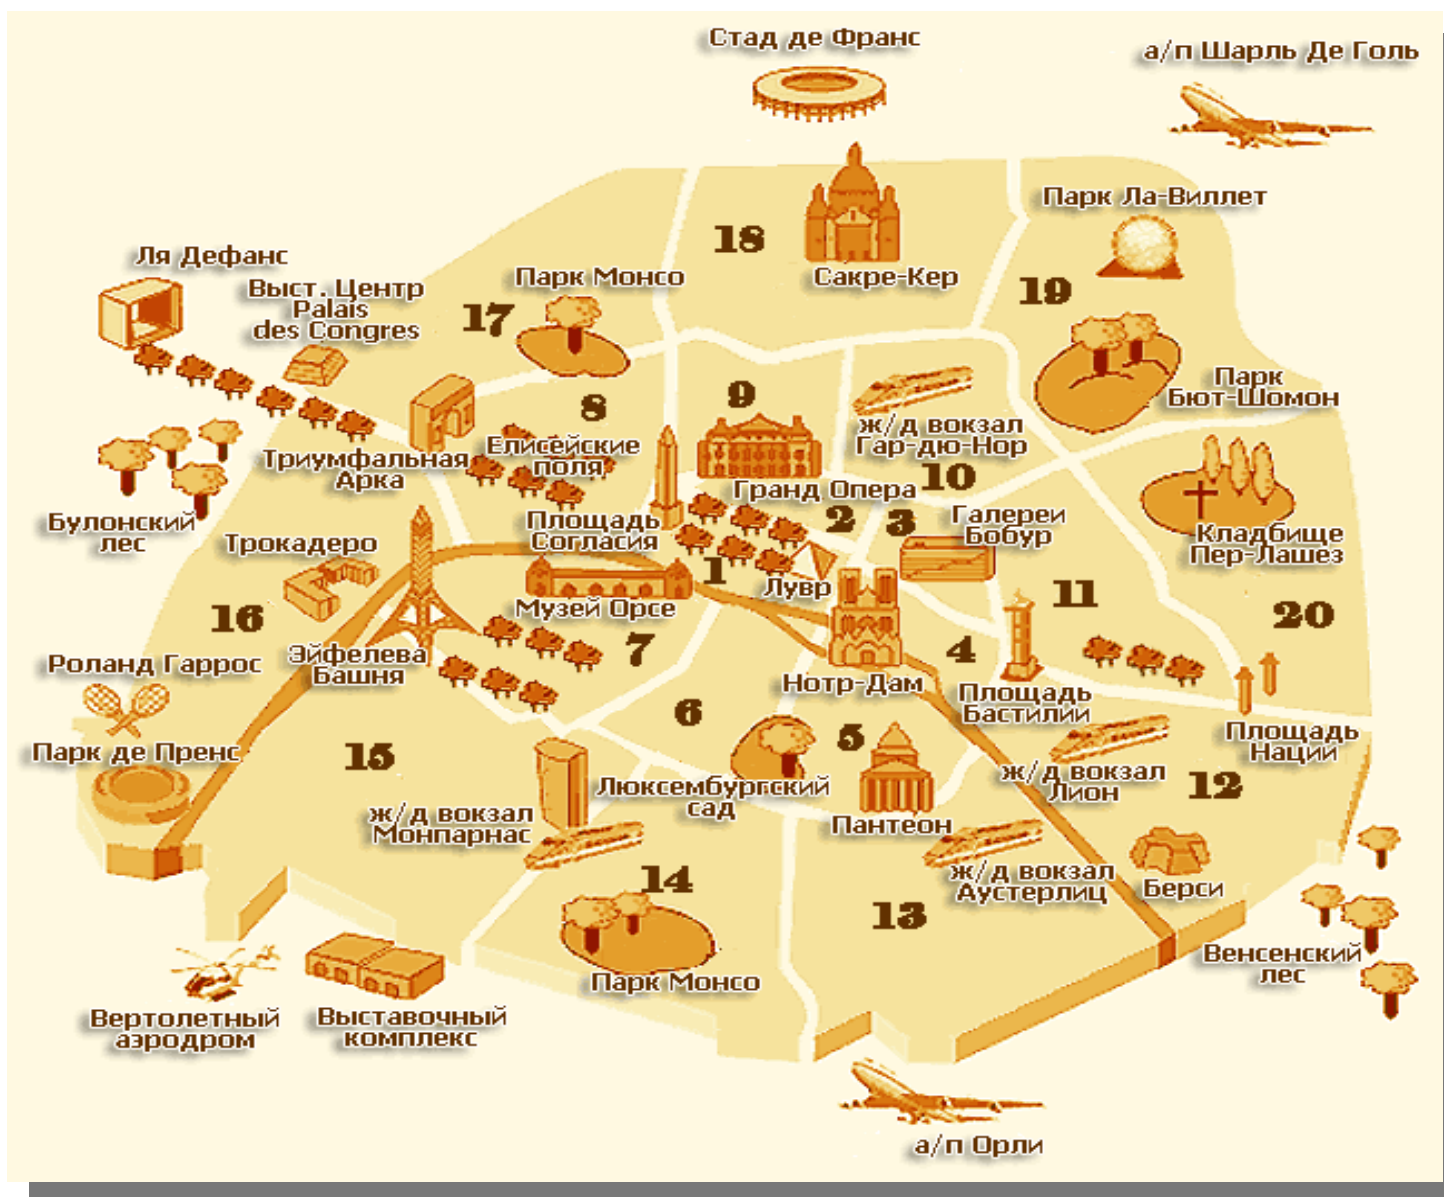 Стад де Франс
а/п Шарль Де Голь
Парк Ла-Виллет
18
Ля Дефанс
Парк Монсо
Сакре-Кер
Выст. Центр
Palais
des Congres
19
17
Парк
Бют-Шомон
9
8
ж/д вокзал
Гар-дю-Нор
Елисейские
поля
Триумфальная
Арка
10
Гранд Опера
Булонский
лес
Площадь
Согласия
2
3
Галереи
Бобур
Кладбище
Пер-Лашез
Трокадеро
1
Лувр
Музей Орсе
11
20
16
7
4
Роланд Гаррос
Эйфелева
Башня
Нотр-Дам
Площадь
Бастилии
6
5
Площадь
Нации
Парк де Пренс
15
ж/д вокзал
Лион
12
Люксембургский
сад
ж/д вокзал
Монпарнас
Пантеон
14
ж/д вокзал
Аустерлиц
Берси
13
Парк Монсо
Венсенский
лес
Вертолетный
аэродром
Выставочный
комплекс
а/п Орли